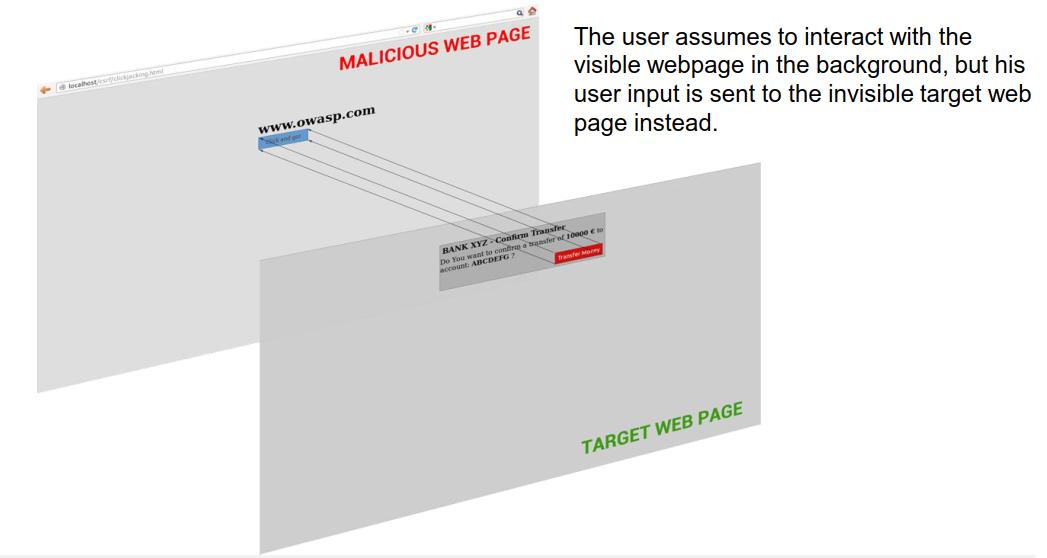 MALICIOUS WEB PAGE
localhost/csrf/clickjacking.html
www.owasp.com
Click and go!
The user assumes to interact with the
visible webpage in the background, but his
user input is sent to the invisible target web
page instead.
BANK XYZ - Confirm Transfer
Do You want to confirm a transfer of 10000 € to
account: ABCDEFG ?
Transfer Money
TARGET WEB PAGE